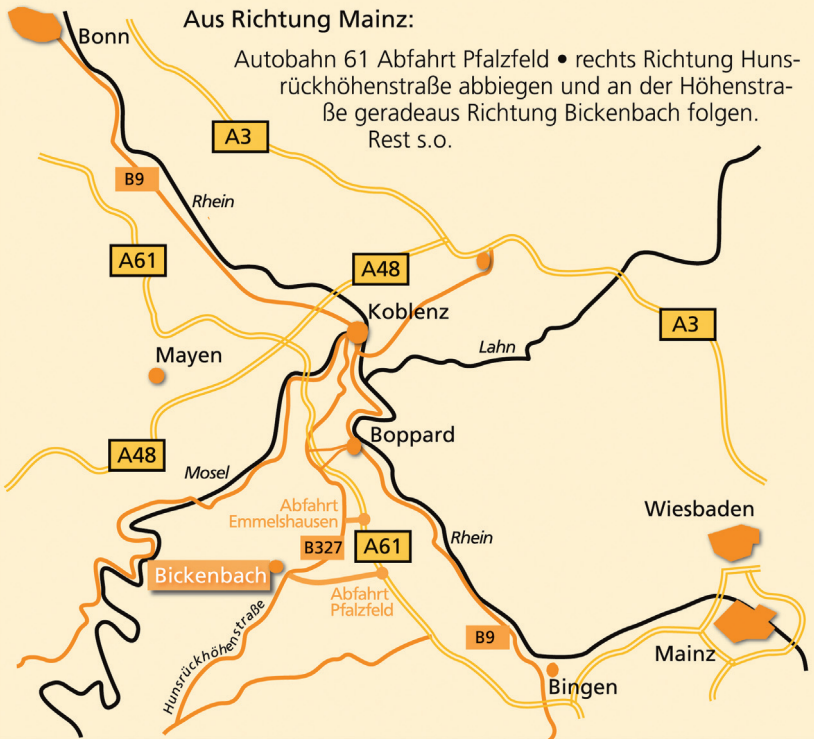 Aus Richtung Mainz:
Autobahn 61 Abfahrt Pfalzfeld • rechts Richtung Huns-
rückhöhenstraße abbiegen und an der Höhenstra-
ße geradeaus Richtung Bickenbach folgen.
Rest s.o.
Bonn
A3
B9
Rhein
A61
A48
Koblenz
A3
Lahn
Mayen
Boppard
A48
Mosel
Abfahrt
Emmelshausen
Wiesbaden
B327
A61
Rhein
Bickenbach
Abfahrt
Pfalzfeld
Hunsrückhöhenstraße
B9
Mainz
Bingen